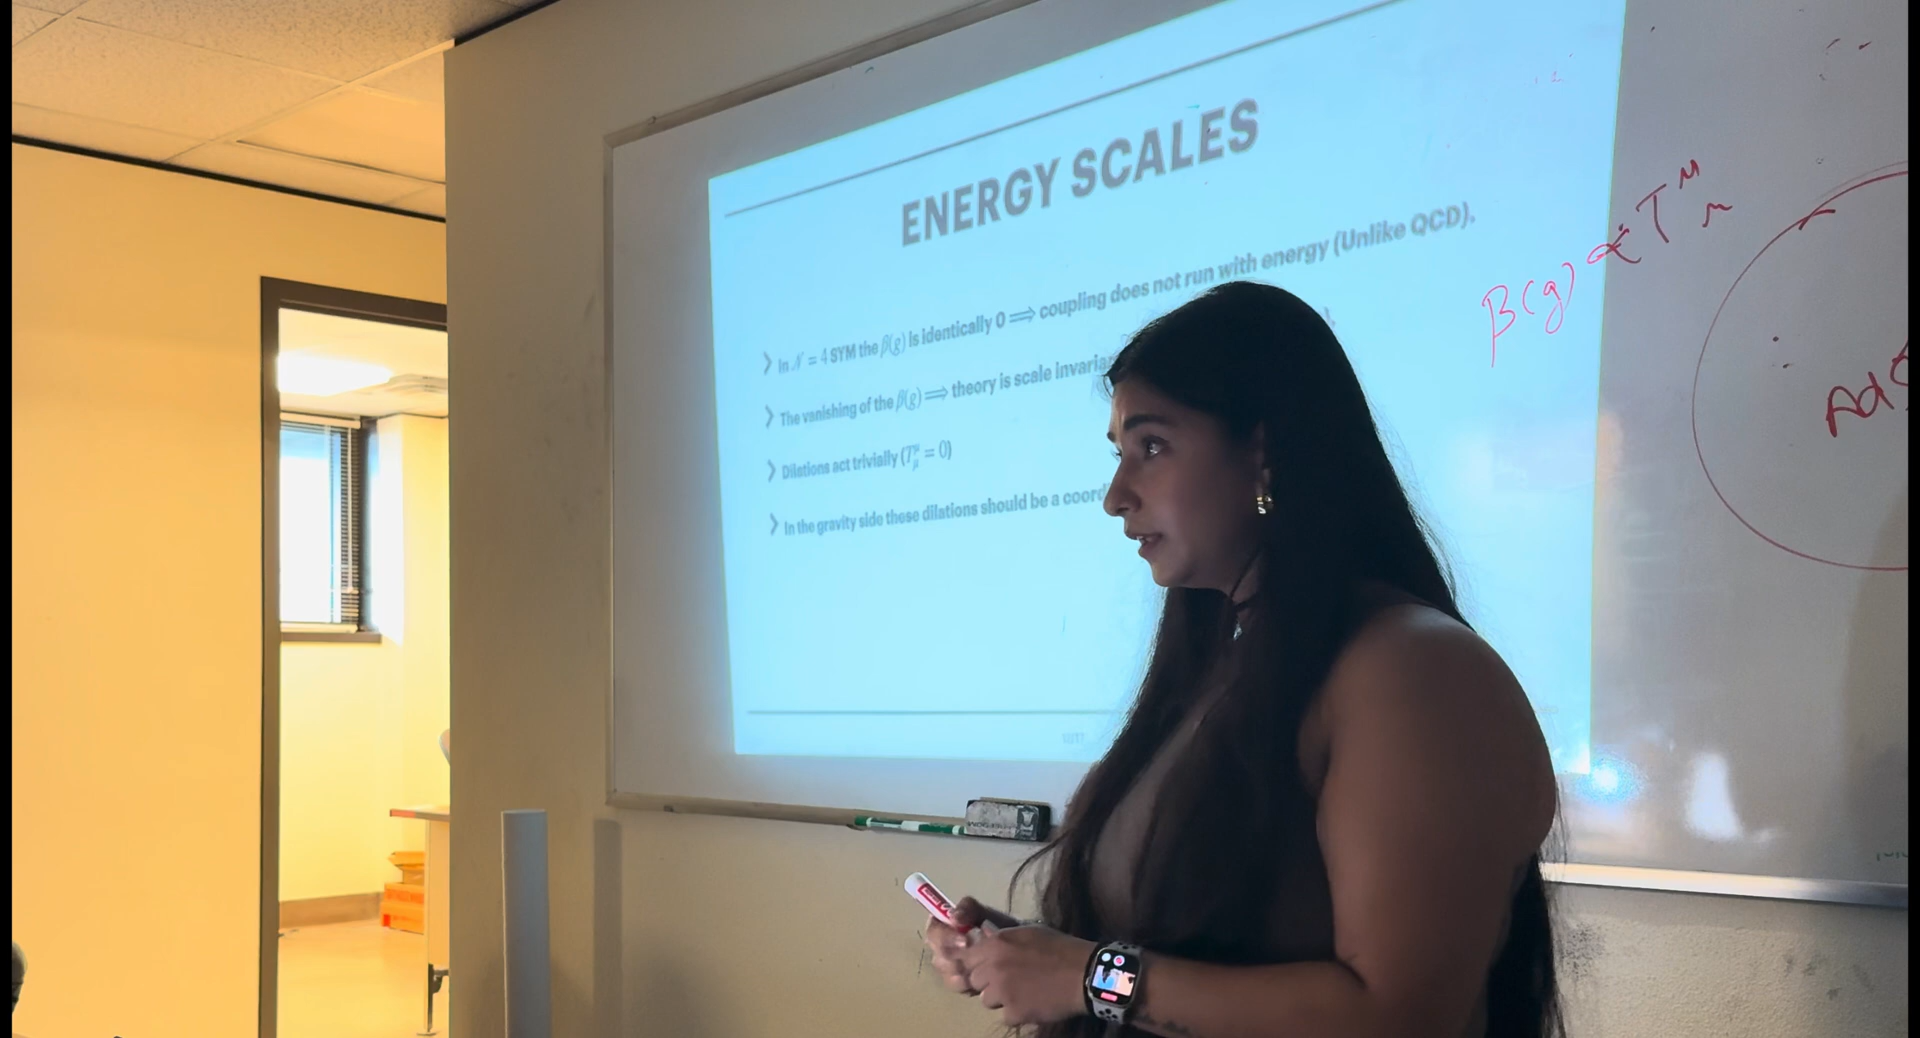 ENERGY SCALES
❯ In 𝒩 = 4 SYM the β(g) is identically 0 ⟹ coupling does not run with energy (Unlike QCD),
❯ The vanishing of the β(g) ⟹ theory is scale
❯ Dilations act trivially (T^μ_μ = 0)
❯ In the gravity side these dilations should be a
β(g) ∝ T^μ_μ